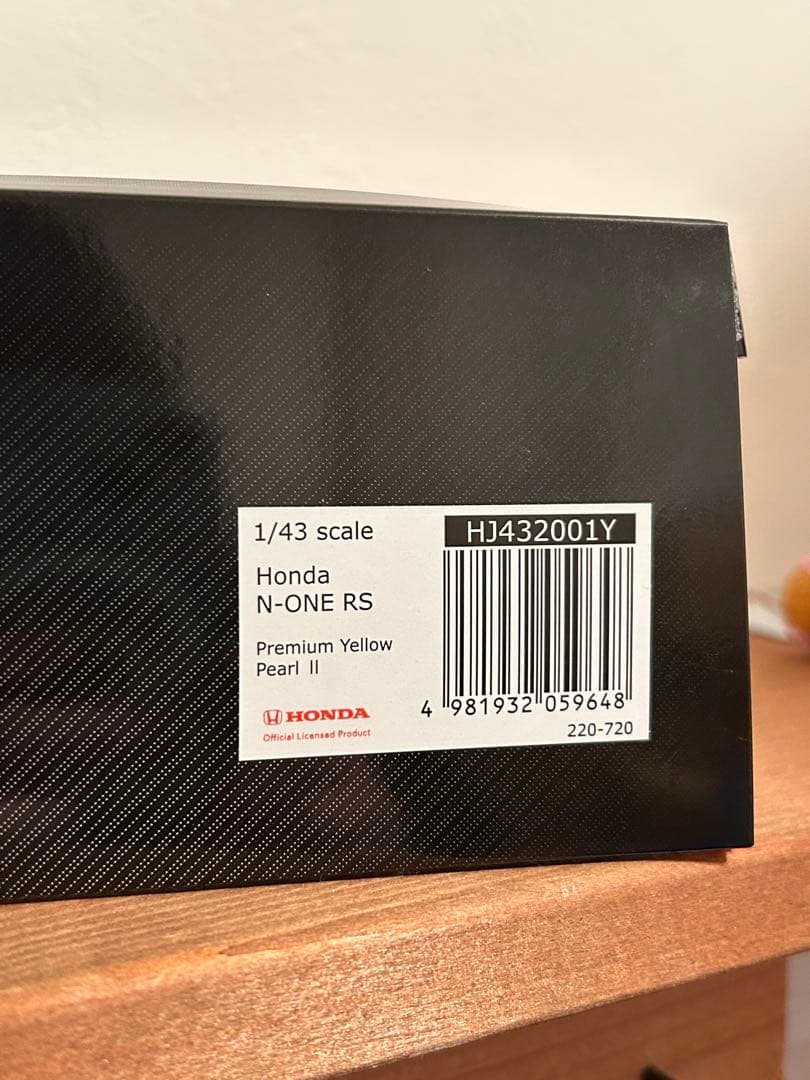 1/43 scale
HJ432001Y
Honda
N-ONE RS
Premium Yellow
Pearl II
HONDA
Official Licensed Product
4 981932 059648
220-720